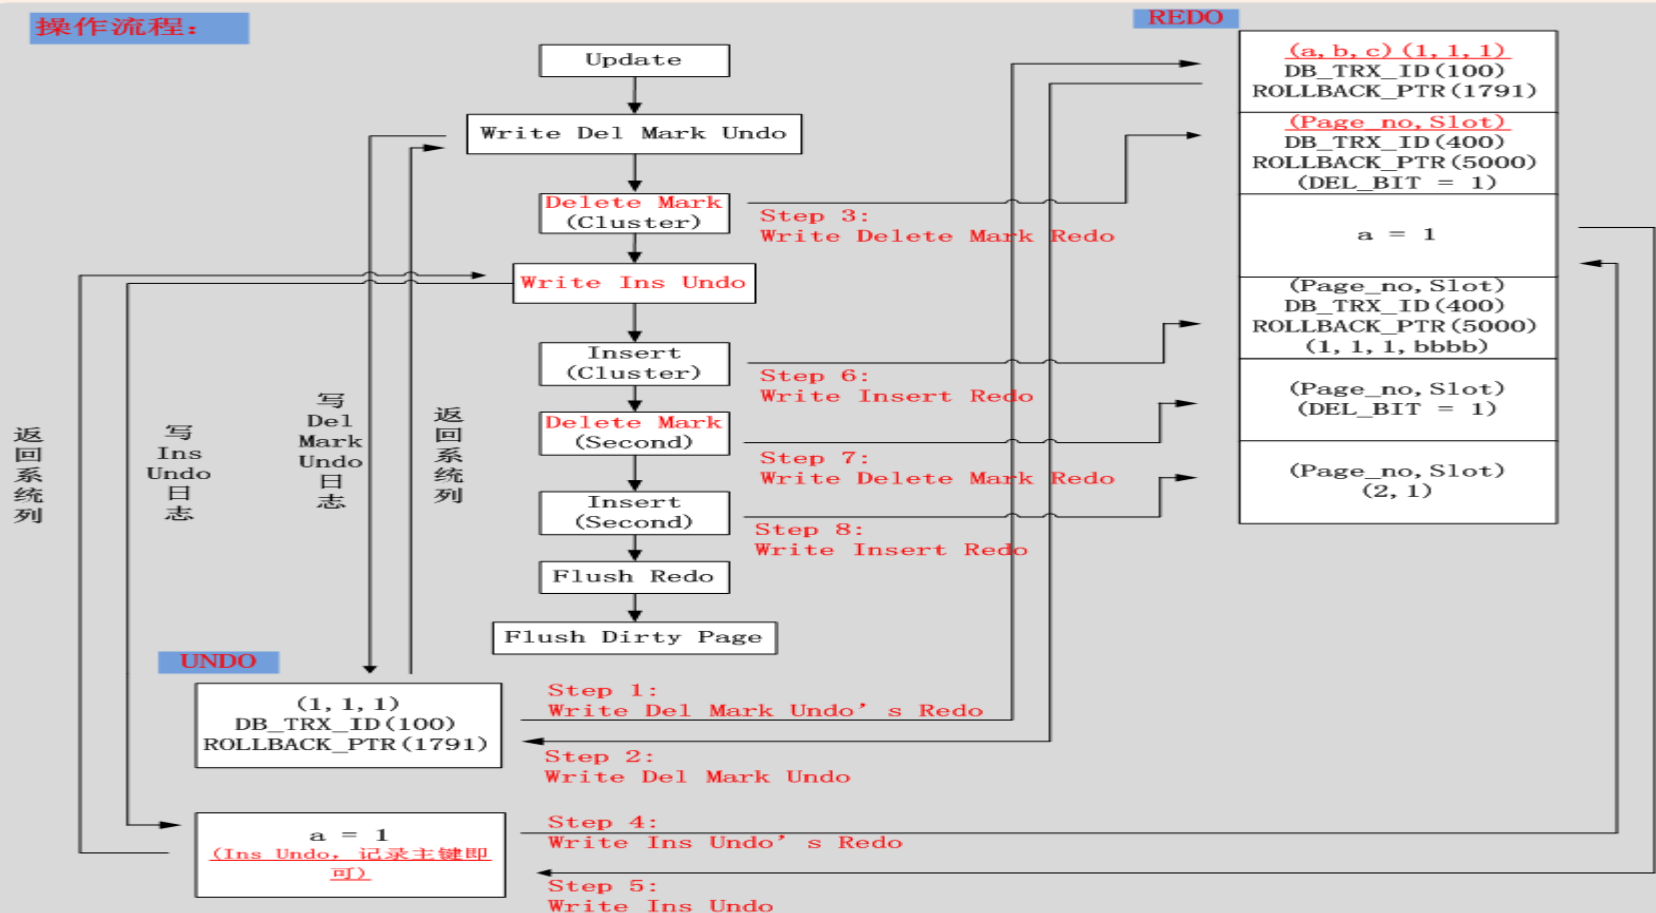 操作流程：
REDO
Update
Write Del Mark Undo
Delete Mark
(Cluster)
Write Ins Undo
Insert
(Cluster)
Delete Mark
(Second)
Insert
(Second)
Flush Redo
Flush Dirty Page
Step 3:
Write Delete Mark Redo
Step 6:
Write Insert Redo
Step 7:
Write Delete Mark Redo
Step 8:
Write Insert Redo
(a,b,c)(1,1,1)
DB_TRX_ID(100)
ROLLBACK_PTR(1791)
(Page_no,Slot)
DB_TRX_ID(400)
ROLLBACK_PTR(5000)
(DEL_BIT = 1)
a = 1
(Page_no,Slot)
DB_TRX_ID(400)
ROLLBACK_PTR(5000)
(1,1,1,bbbb)
(Page_no,Slot)
(DEL_BIT = 1)
(Page_no,Slot)
(2,1)
返回系统列
写
Ins
Undo
日
志
写
Del
Mark
Undo
日
志
返回系统列
UNDO
(1,1,1)
DB_TRX_ID(100)
ROLLBACK_PTR(1791)
Step 1:
Write Del Mark Undo’s Redo
Step 2:
Write Del Mark Undo
a = 1
(Ins Undo，记录主键即
可)
Step 4:
Write Ins Undo’s Redo
Step 5:
Write Ins Undo